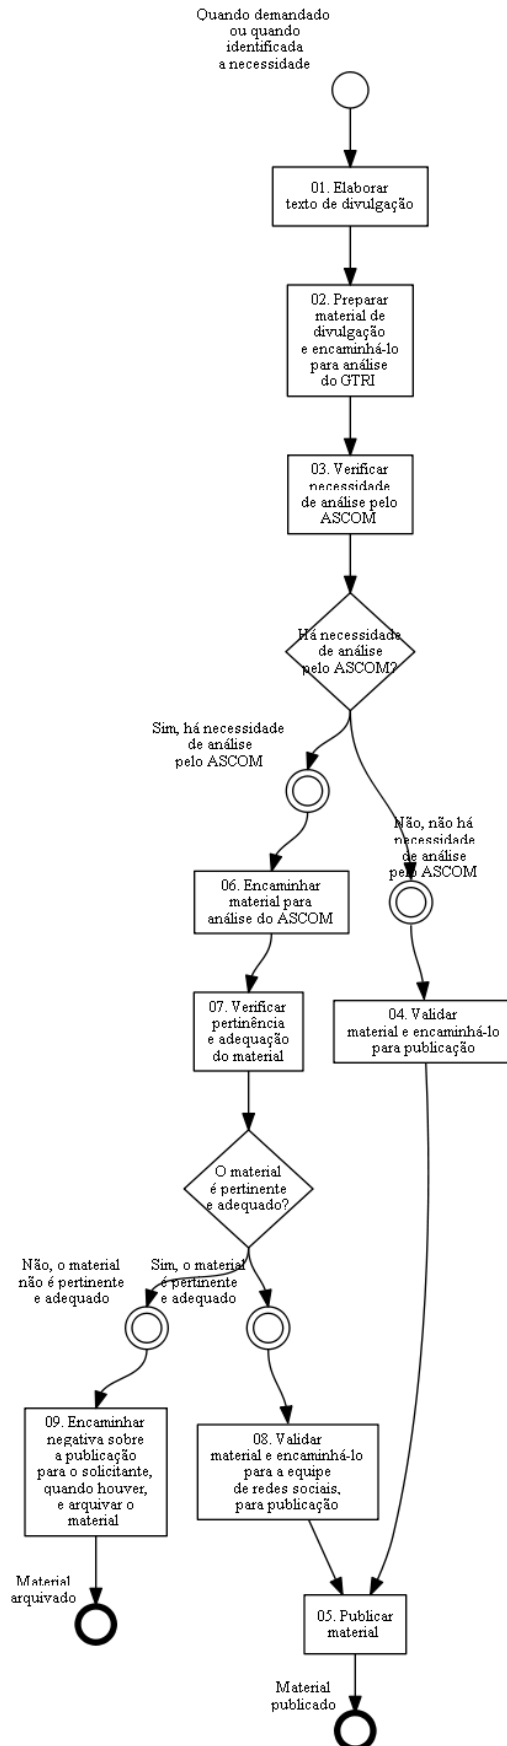 Quando demandado
ou quando
identificada
a necessidade
01. Elaborar
texto de divulgação
02. Preparar
material de
divulgação
e encaminhá-lo
para análise
do GTRI
03. Verificar
necessidade
de análise pelo
ASCOM
Há necessidade
de análise
pelo ASCOM?
Sim, há necessidade
de análise
pelo ASCOM
Não, não há
necessidade
de análise
pelo ASCOM
06. Encaminhar
material para
análise do ASCOM
07. Verificar
pertinência
e adequação
do material
04. Validar
material e encaminhá-lo
para publicação
O material
é pertinente
e adequado?
Não, o material
não é pertinente
e adequado
Sim, o material
é pertinente
e adequado
09. Encaminhar
negativa sobre
a publicação
para o solicitante,
quando houver,
e arquivar o
material
08. Validar
material e encaminhá-lo
para a equipe
de redes sociais,
para publicação
Material
arquivado
05. Publicar
material
Material
publicado